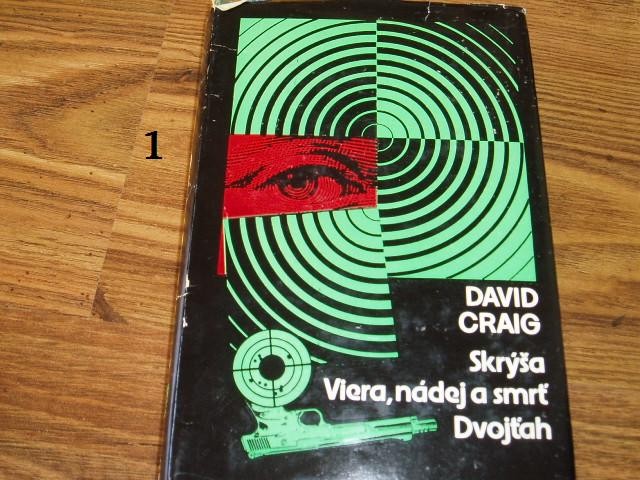 1
DAVID
CRAIG
Skrýša
Viera, nádej a smrť
Dvojťah